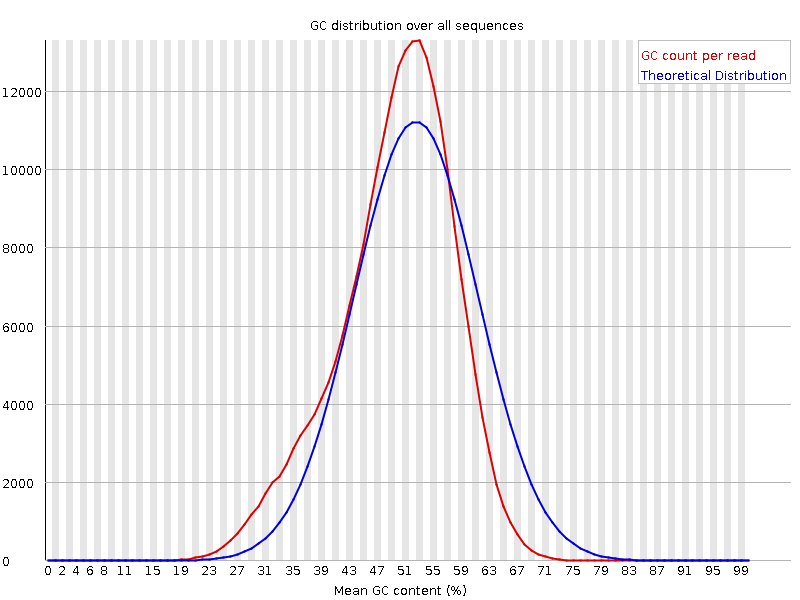 GC distribution over all sequences
GC count per read
Theoretical Distribution
12000
10000
8000
6000
4000
2000
0
0 2 4 6 8 11 15 19 23 27 31 35 39 43 47 51 55 59 63 67 71 75 79 83 87 91 95 99
Mean GC content (%)